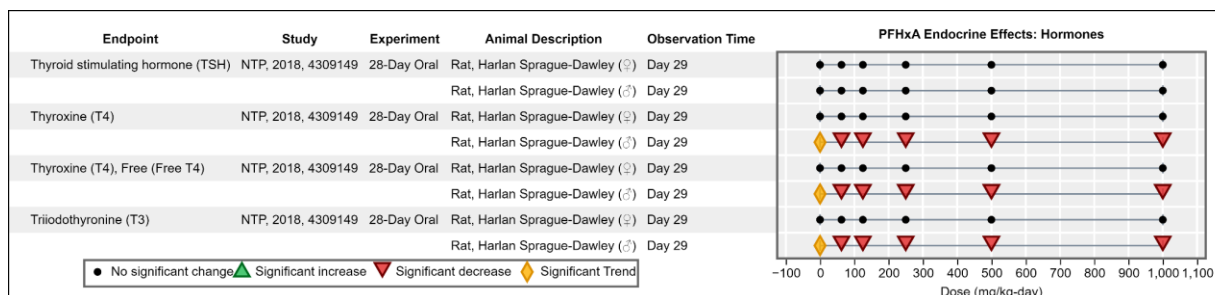 PFHxA Endocrine Effects: Hormones
Endpoint Study Experiment Animal Description Observation Time
Thyroid stimulating hormone (TSH) NTP, 2018, 4309149 28-Day Oral Rat, Harlan Sprague-Dawley (♀) Day 29
Rat, Harlan Sprague-Dawley (♂) Day 29
Thyroxine (T4) NTP, 2018, 4309149 28-Day Oral Rat, Harlan Sprague-Dawley (♀) Day 29
Rat, Harlan Sprague-Dawley (♂) Day 29
Thyroxine (T4), Free (Free T4) NTP, 2018, 4309149 28-Day Oral Rat, Harlan Sprague-Dawley (♀) Day 29
Rat, Harlan Sprague-Dawley (♂) Day 29
Triiodothyronine (T3) NTP, 2018, 4309149 28-Day Oral Rat, Harlan Sprague-Dawley (♀) Day 29
Rat, Harlan Sprague-Dawley (♂) Day 29
No significant change Significant increase Significant decrease Significant Trend
−100 0 100 200 300 400 500 600 700 800 900 1,000 1,100
Dose (mg/kg-day)